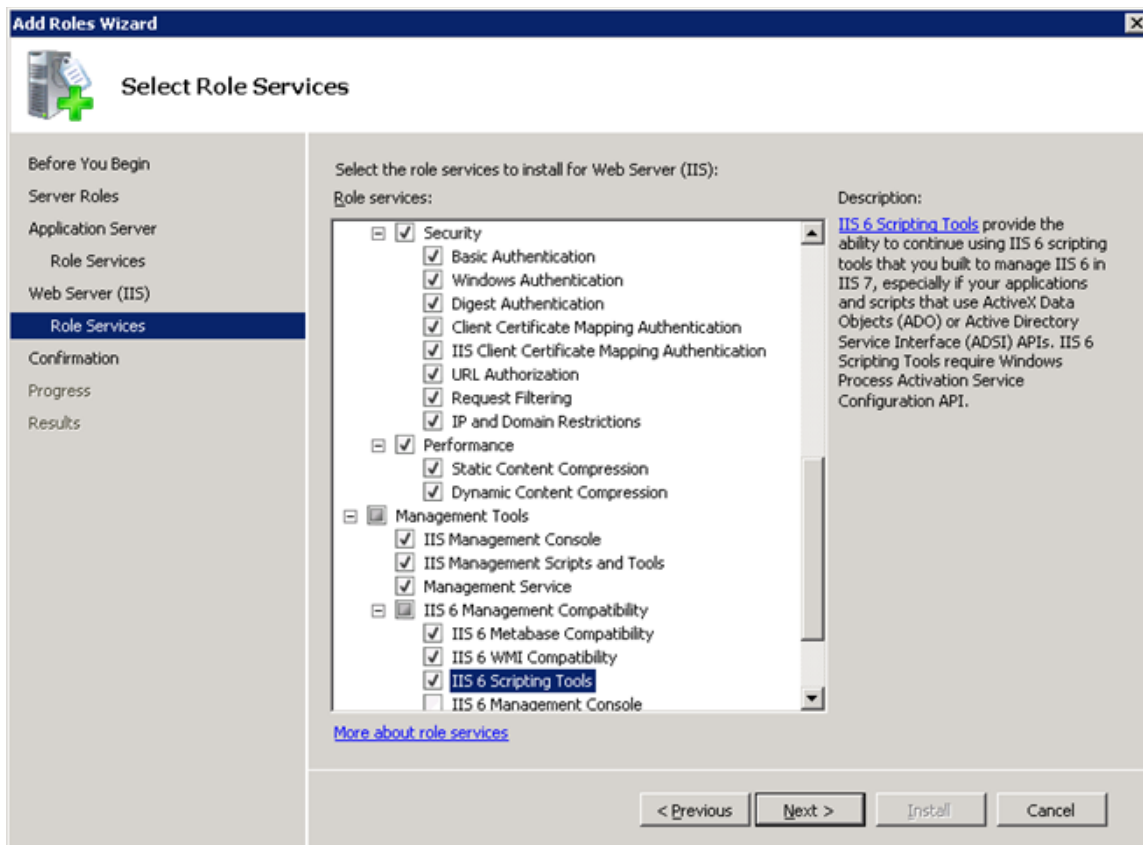 Add Roles Wizard
Select Role Services
Before You Begin
Server Roles
Application Server
Role Services
Web Server (IIS)
Role Services
Confirmation
Progress
Results
Select the role services to install for Web Server (IIS):
Role services:
Security
Basic Authentication
Windows Authentication
Digest Authentication
Client Certificate Mapping Authentication
IIS Client Certificate Mapping Authentication
URL Authorization
Request Filtering
IP and Domain Restrictions
Performance
Static Content Compression
Dynamic Content Compression
Management Tools
IIS Management Console
IIS Management Scripts and Tools
Management Service
IIS 6 Management Compatibility
IIS 6 Metabase Compatibility
IIS 6 WMI Compatibility
IIS 6 Scripting Tools
IIS 6 Management Console
More about role services
Description:
IIS 6 Scripting Tools provide the
ability to continue using IIS 6 scripting
tools that you built to manage IIS 6 in
IIS 7, especially if your applications
and scripts that use ActiveX Data
Objects (ADO) or Active Directory
Service Interface (ADSI) APIs. IIS 6
Scripting Tools require Windows
Process Activation Service
Configuration API.
< Previous
Next >
Install
Cancel